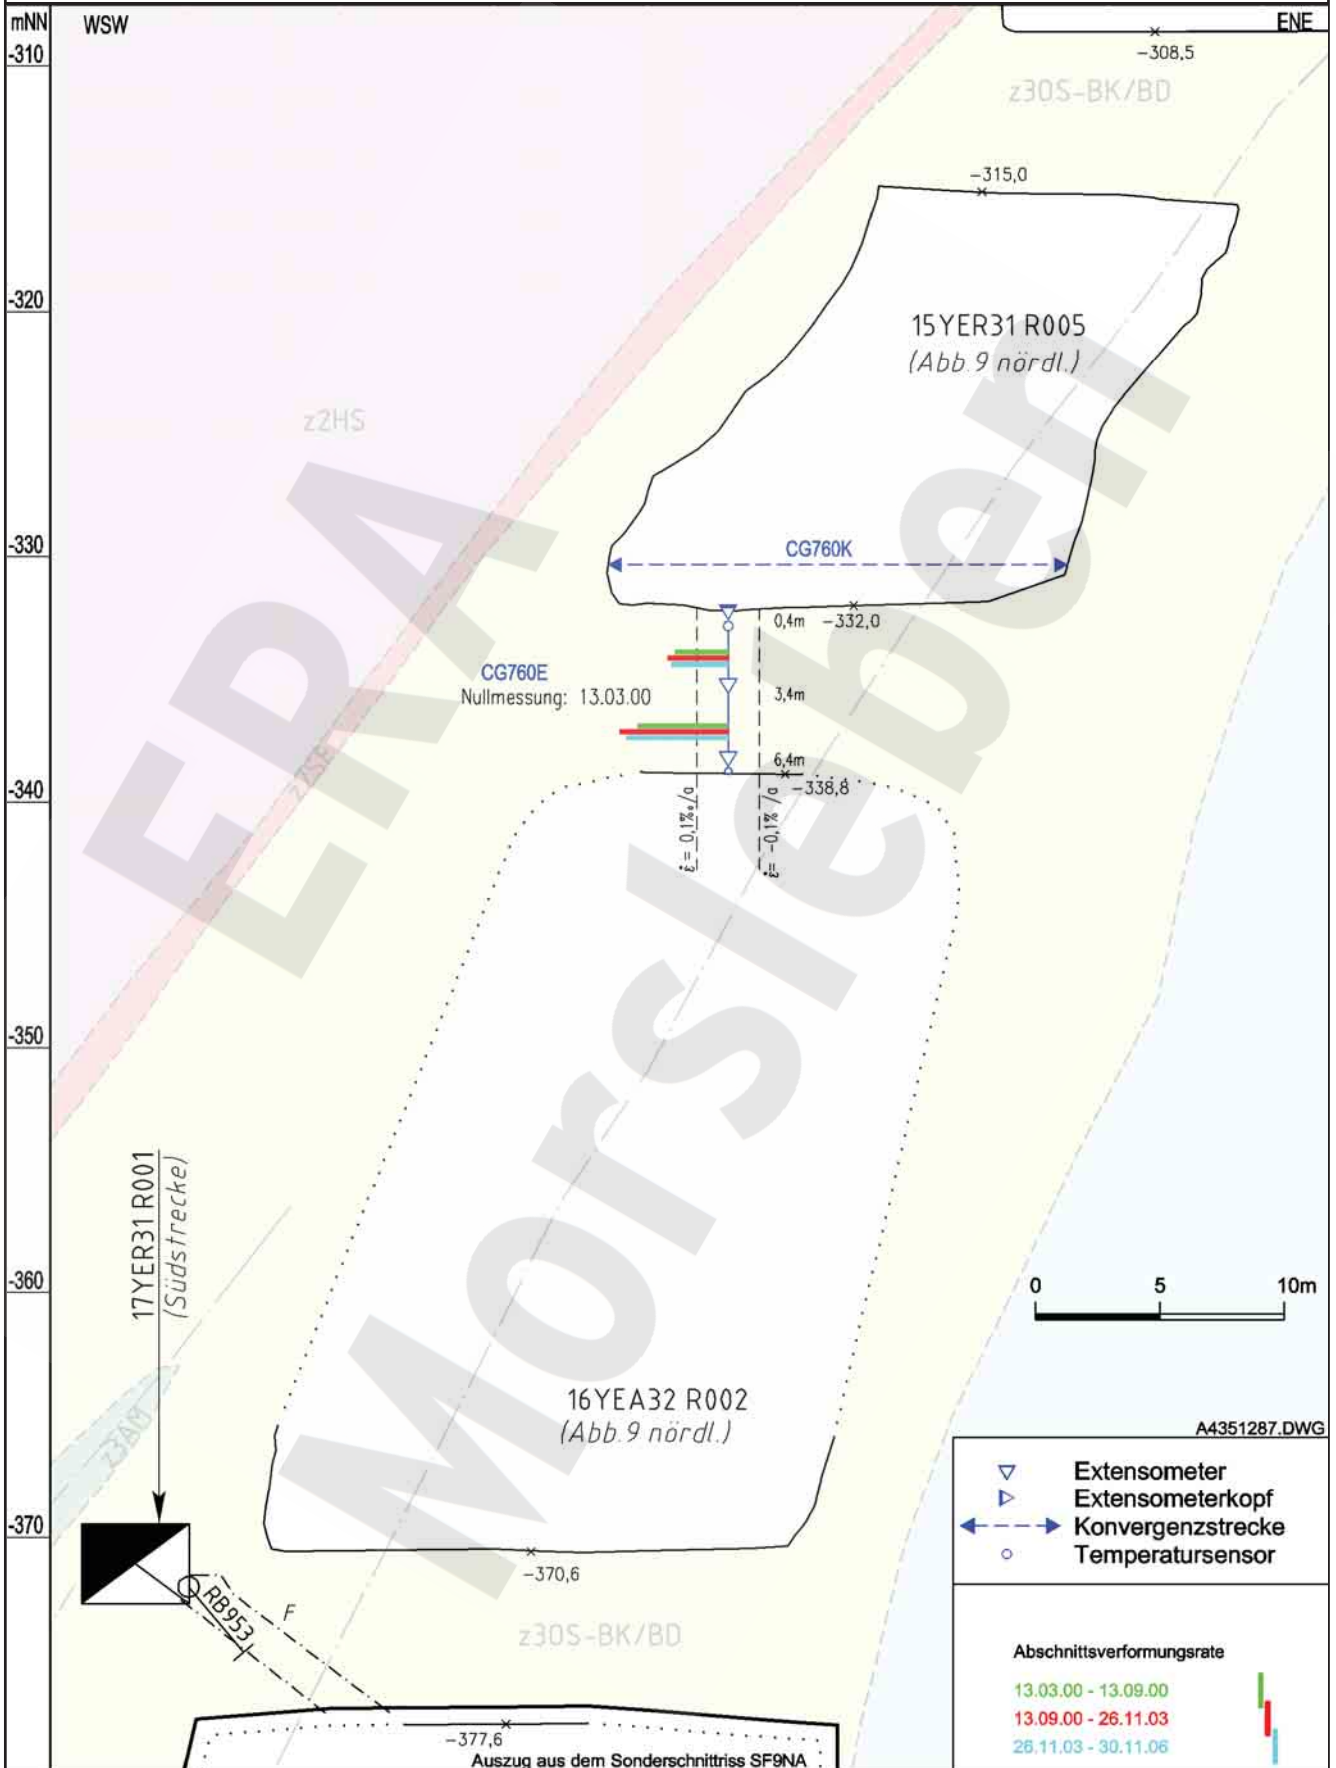 mNN
WSW
ENE
-310
-308,5
z3OS-BK/BD
-315,0
-320
15YER31 R005
(Abb.9 nördl.)
z2HS
-330
CG760K
0,4m
-332,0
CG760E
Nullmessung: 13.03.00
3,4m
6,4m
-338,8
-340
ε̇ = 0,1‰/a
-350
17YER31 R001
(Südstrecke)
-360
0 5 10m
16YEA32 R002
(Abb.9 nördl.)
z3AM
A4351287.DWG
Extensometer
Extensometerkopf
Konvergenzstrecke
Temperatursensor
-370
-370,6
RB953
F
z3OS-BK/BD
Abschnittsverformungsrate
13.03.00 - 13.09.00
13.09.00 - 26.11.03
26.11.03 - 30.11.06
-377,6
Auszug aus dem Sonderschnittriss SF9NA
ERA
Morsleben